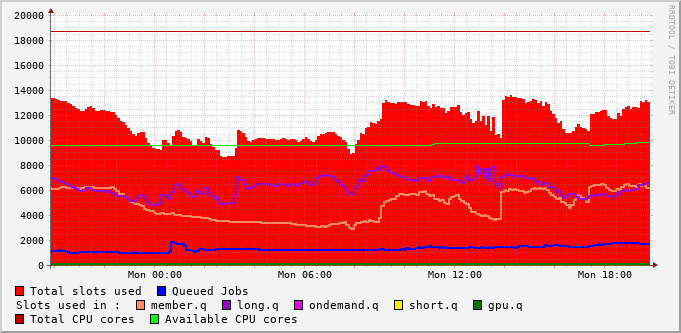 20000
18000
16000
14000
12000
10000
8000
6000
4000
2000
0
Mon 00:00 Mon 06:00 Mon 12:00 Mon 18:00
Total slots used Queued Jobs
Slots used in : member.q long.q ondemand.q short.q gpu.q
Total CPU cores Available CPU cores
RRDTOOL / TOBI OETIKER